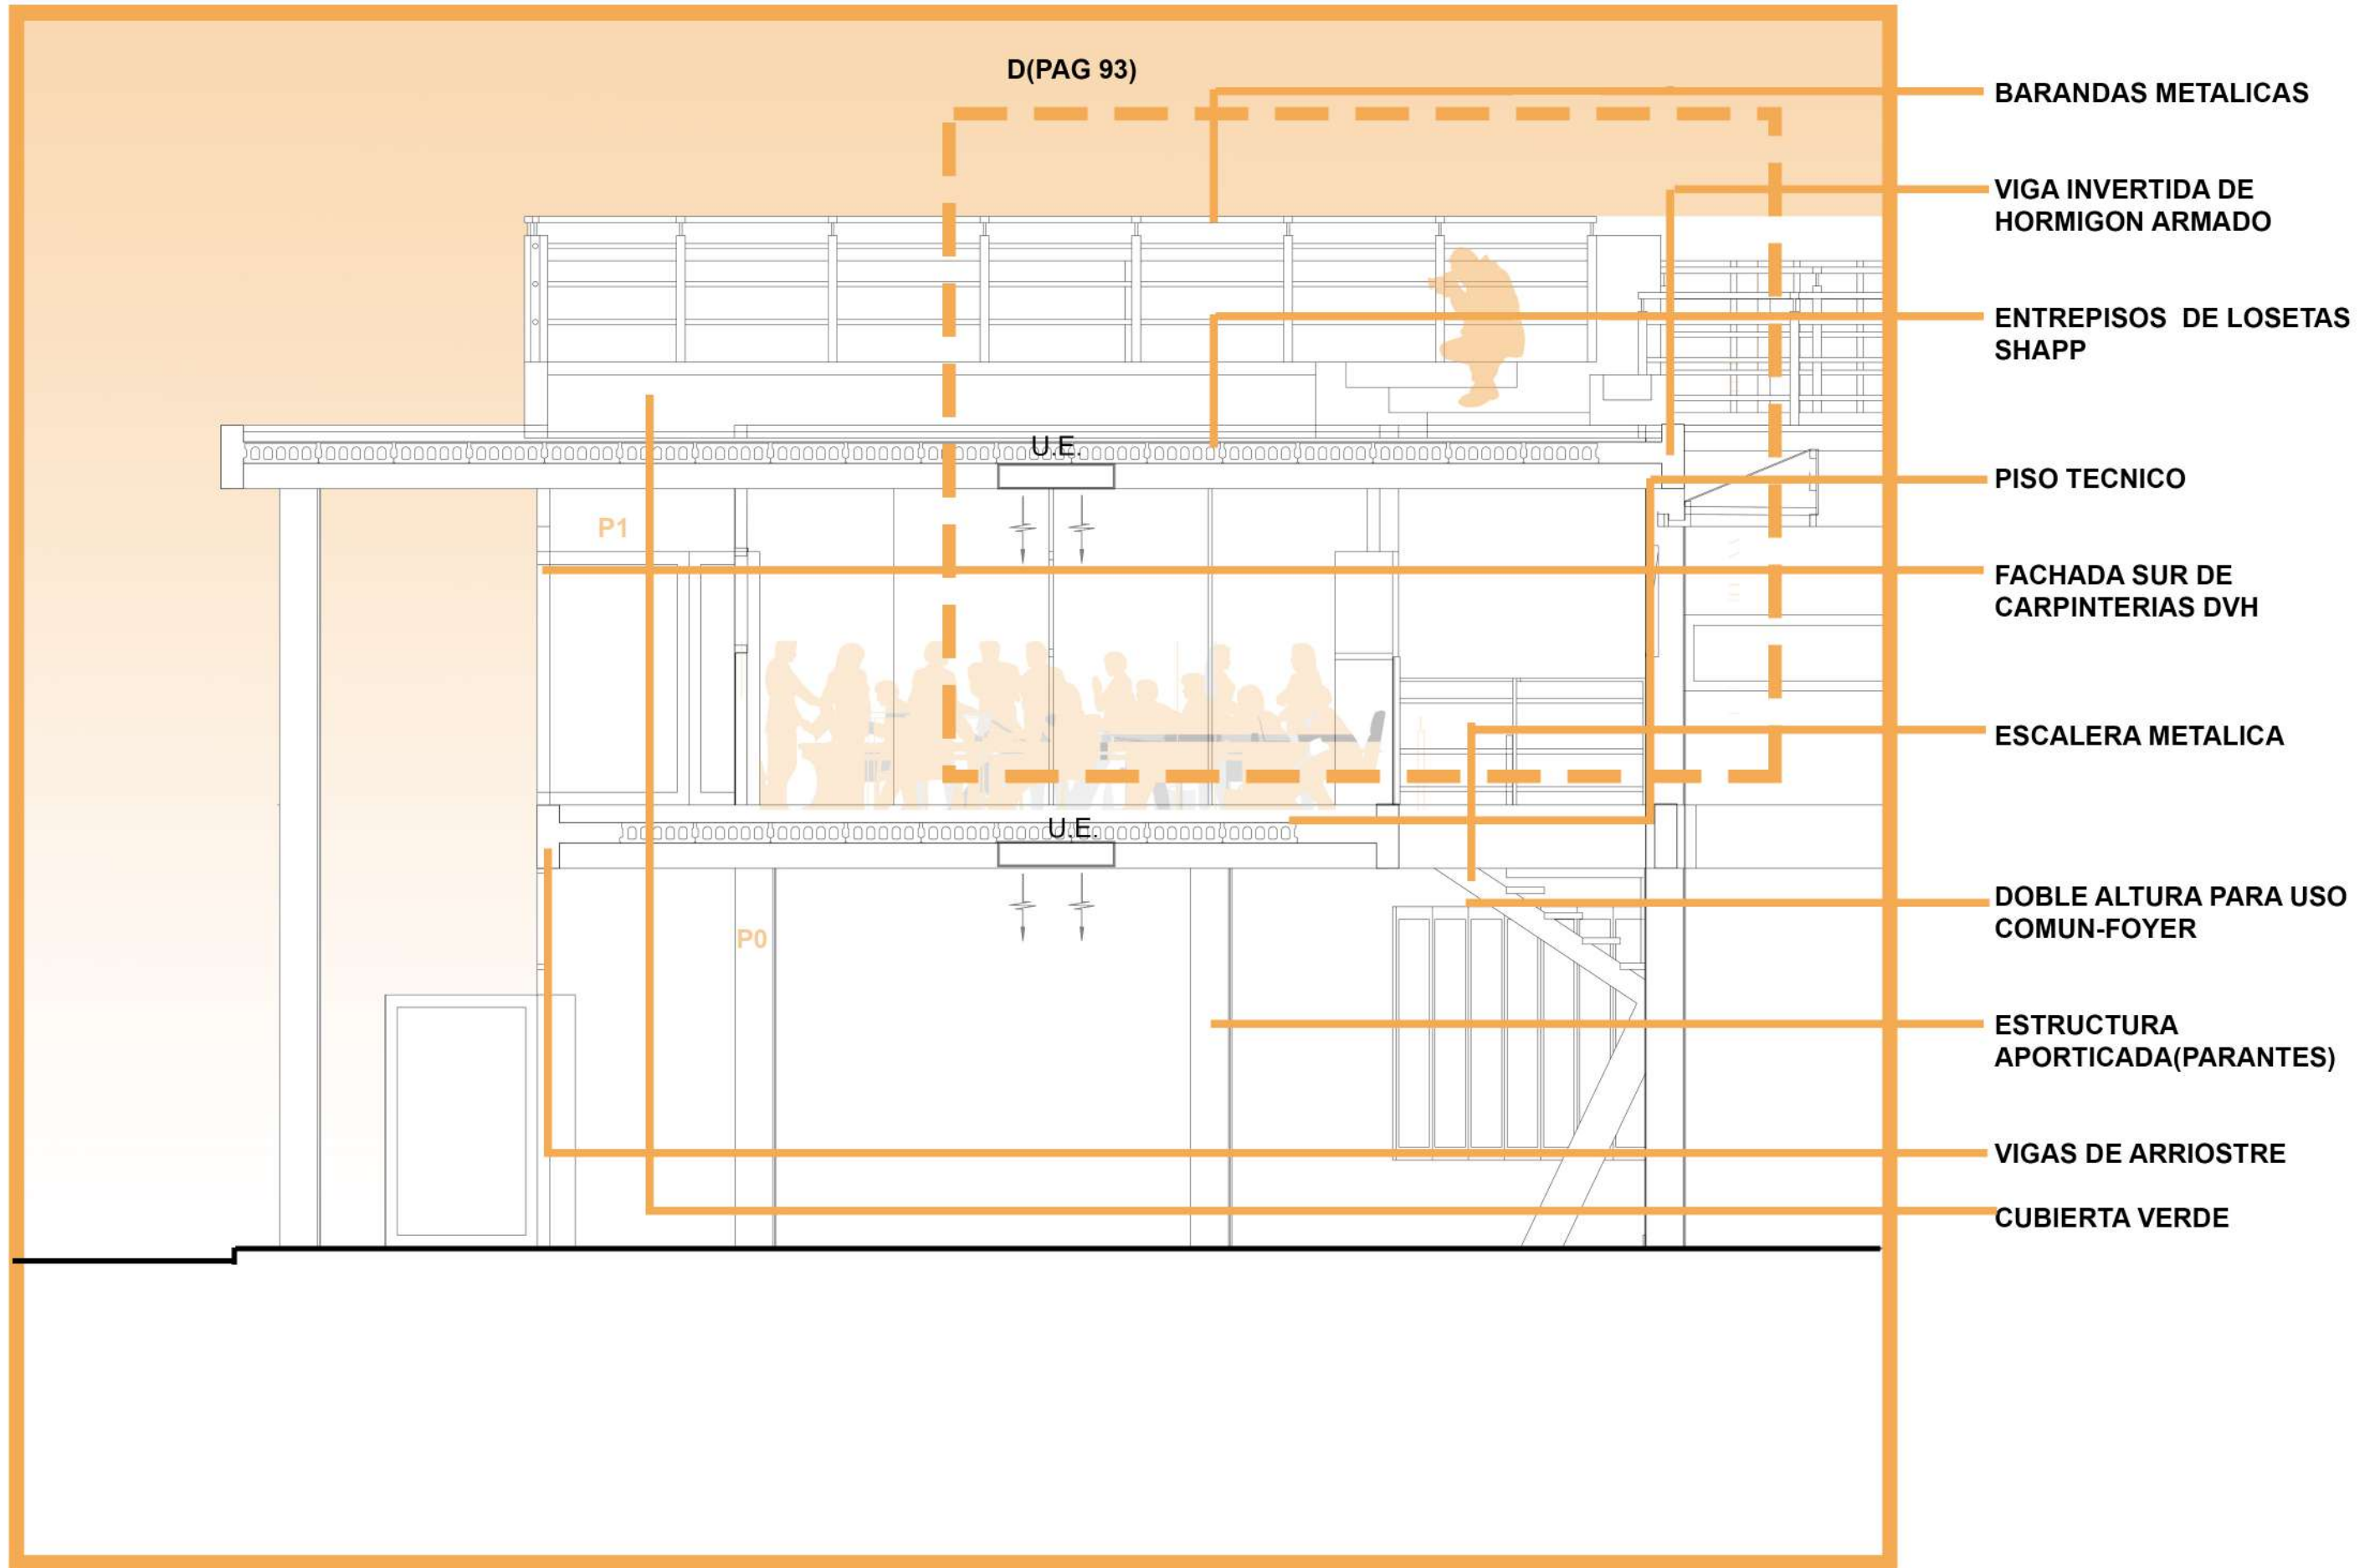 D(PAG 93)
BARANDAS METALICAS
VIGA INVERTIDA DE
HORMIGON ARMADO
ENTREPISOS DE LOSETAS
SHAPP
U.E.
PISO TECNICO
P1
FACHADA SUR DE
CARPINTERIAS DVH
ESCALERA METALICA
U.E.
DOBLE ALTURA PARA USO
COMUN-FOYER
P0
ESTRUCTURA
APORTICADA(PARANTES)
VIGAS DE ARRIOSTRE
CUBIERTA VERDE